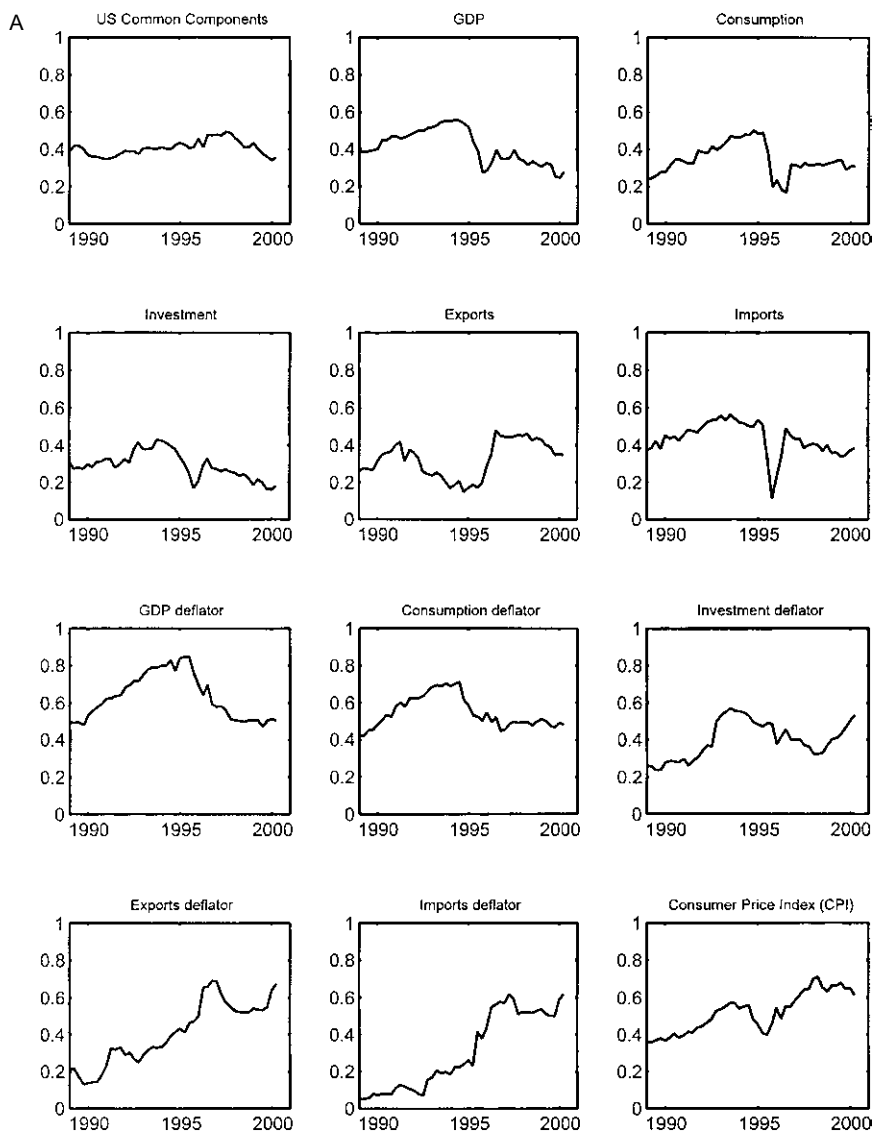 A
US Common Components GDP Consumption
1 1 1
0.8 0.8 0.8
0.6 0.6 0.6
0.4 0.4 0.4
0.2 0.2 0.2
0 0 0
1990 1995 2000 1990 1995 2000 1990 1995 2000
Investment Exports Imports
1 1 1
0.8 0.8 0.8
0.6 0.6 0.6
0.4 0.4 0.4
0.2 0.2 0.2
0 0 0
1990 1995 2000 1990 1995 2000 1990 1995 2000
GDP deflator Consumption deflator Investment deflator
1 1 1
0.8 0.8 0.8
0.6 0.6 0.6
0.4 0.4 0.4
0.2 0.2 0.2
0 0 0
1990 1995 2000 1990 1995 2000 1990 1995 2000
Exports deflator Imports deflator Consumer Price Index (CPI)
1 1 1
0.8 0.8 0.8
0.6 0.6 0.6
0.4 0.4 0.4
0.2 0.2 0.2
0 0 0
1990 1995 2000 1990 1995 2000 1990 1995 2000